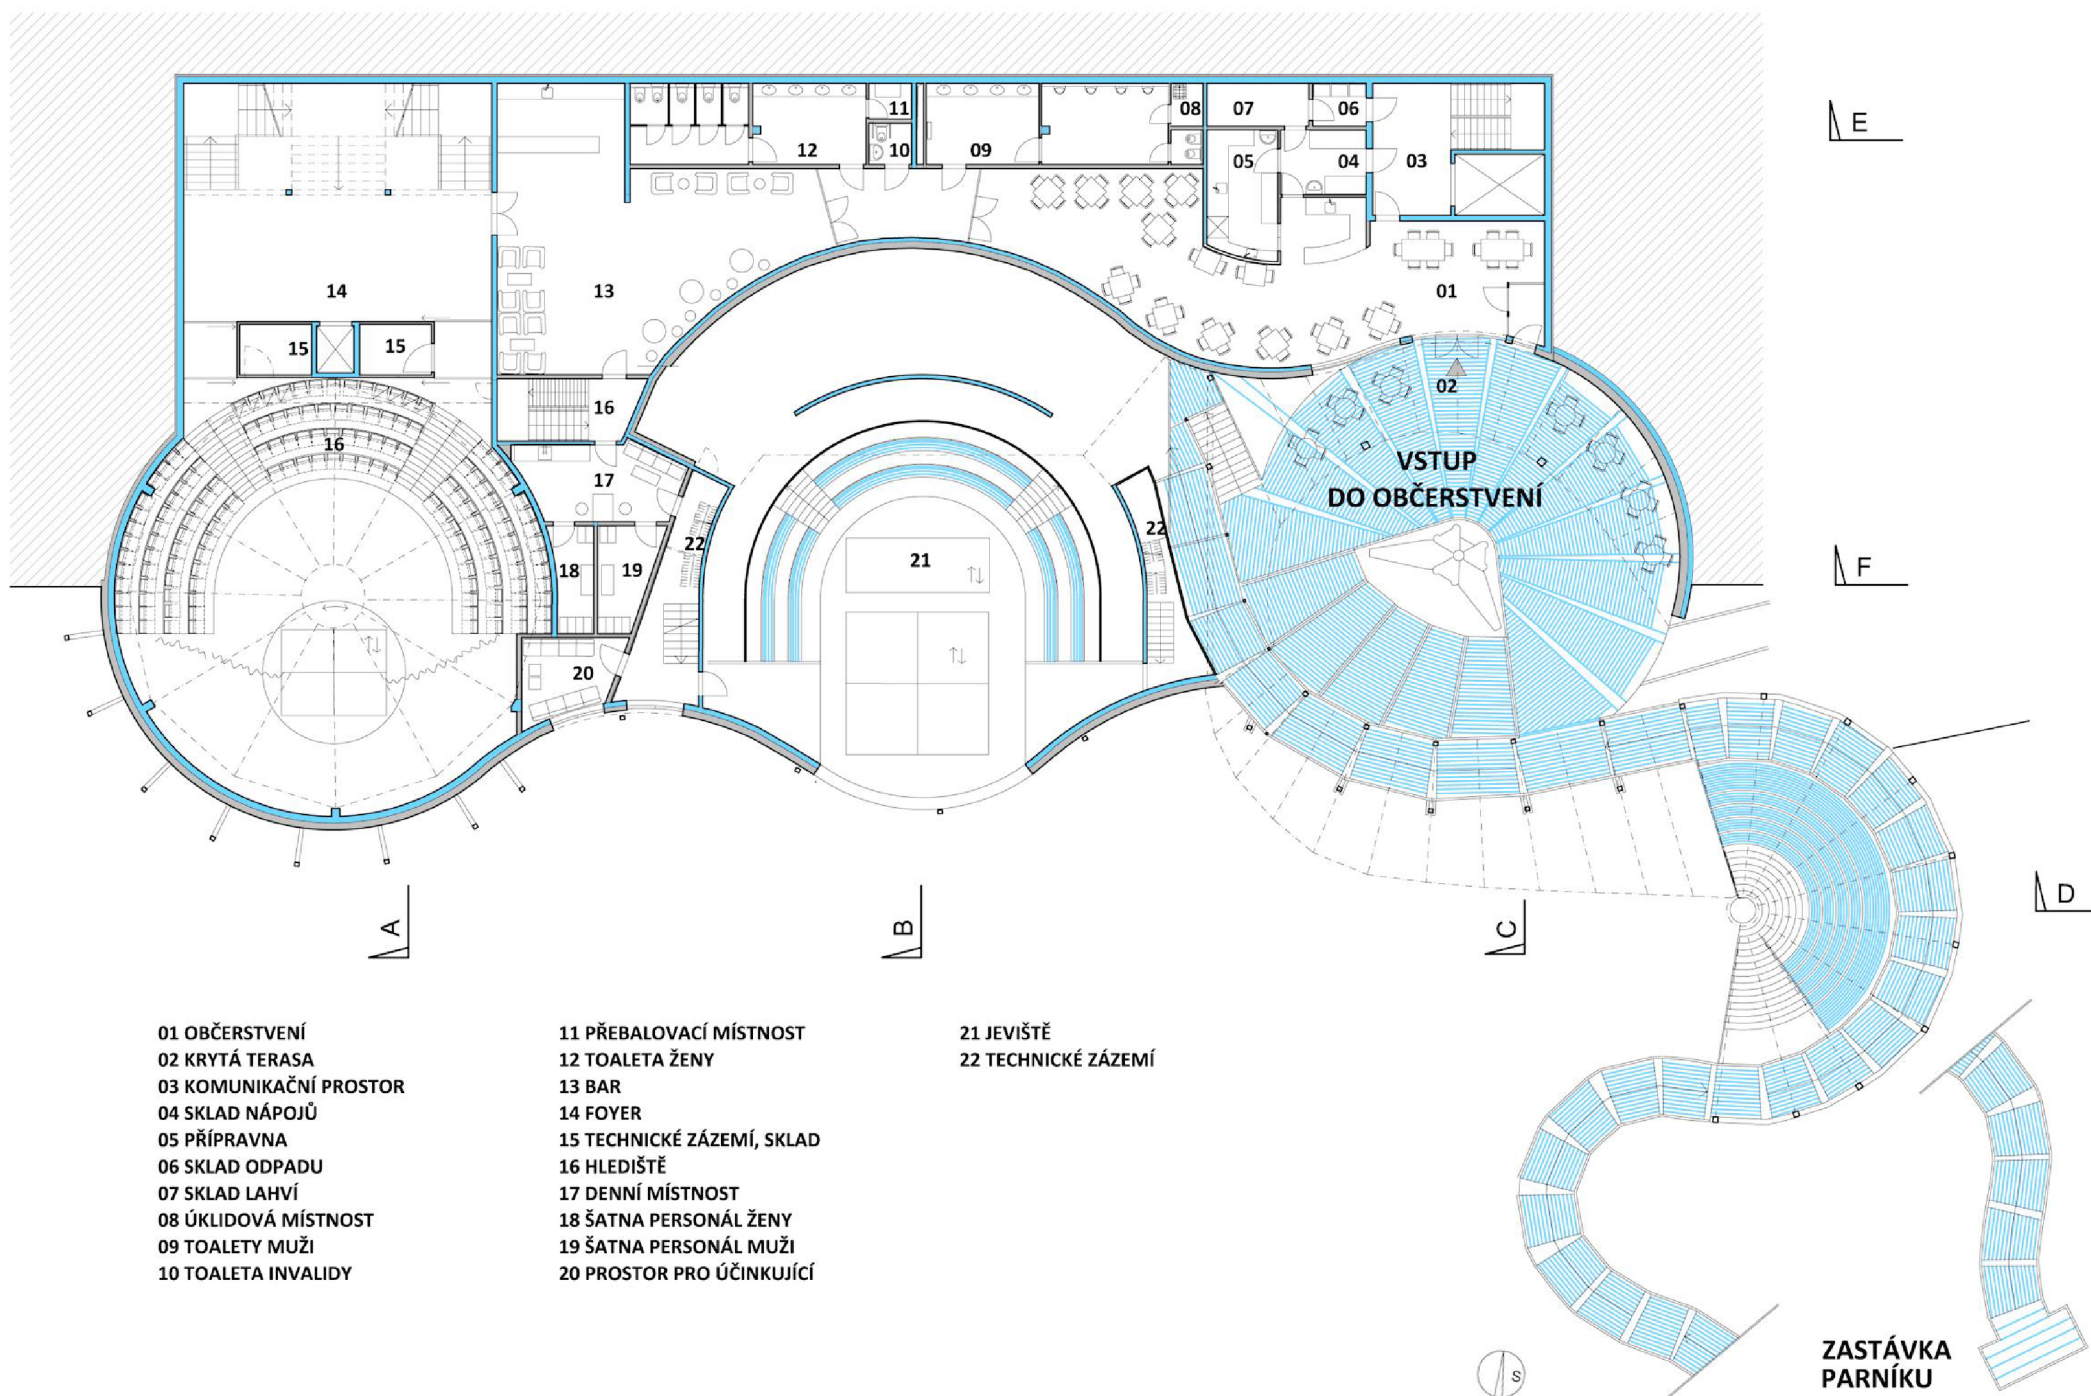 E
11
08
07
06
12
10
09
05
04
03
14
13
01
15
15
02
16
16
VSTUP
DO OBČERSTVENÍ
17
22
22
21
18
19
F
20
A
B
C
D
01 OBČERSTVENÍ
02 KRYTÁ TERASA
03 KOMUNIKAČNÍ PROSTOR
04 SKLAD NÁPOJŮ
05 PŘÍPRAVNA
06 SKLAD ODPADU
07 SKLAD LAHVÍ
08 ÚKLIDOVÁ MÍSTNOST
09 TOALETY MUŽI
10 TOALETA INVALIDY
11 PŘEBALOVACÍ MÍSTNOST
12 TOALETA ŽENY
13 BAR
14 FOYER
15 TECHNICKÉ ZÁZEMÍ, SKLAD
16 HLEDIŠTĚ
17 DENNÍ MÍSTNOST
18 ŠATNA PERSONÁL ŽENY
19 ŠATNA PERSONÁL MUŽI
20 PROSTOR PRO ÚČINKUJÍCÍ
21 JEVIŠTĚ
22 TECHNICKÉ ZÁZEMÍ
S
ZASTÁVKA
PARNÍKU